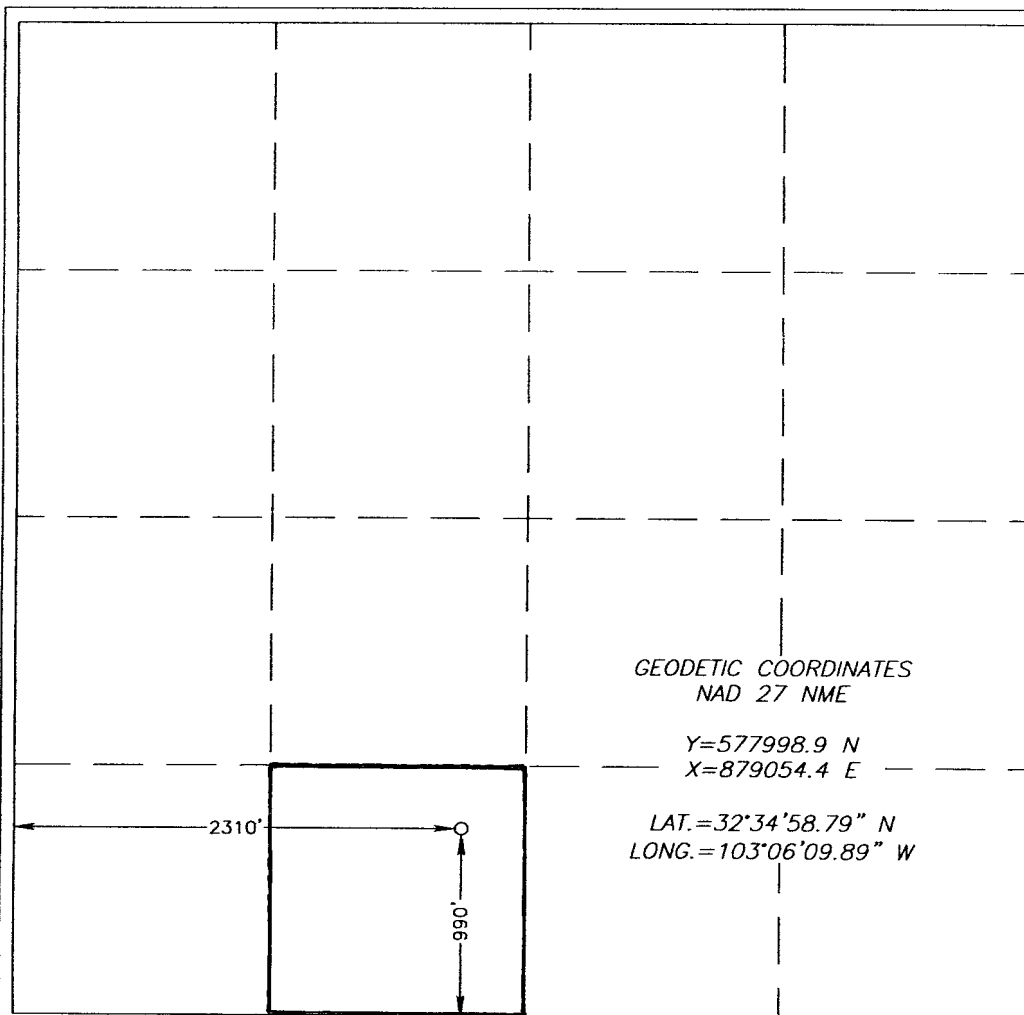 GEODETIC COORDINATES
NAD 27 NME
Y=577998.9 N
X=879054.4 E
LAT.=32°34'58.79" N
LONG.=103°06'09.89" W
2310'
990'